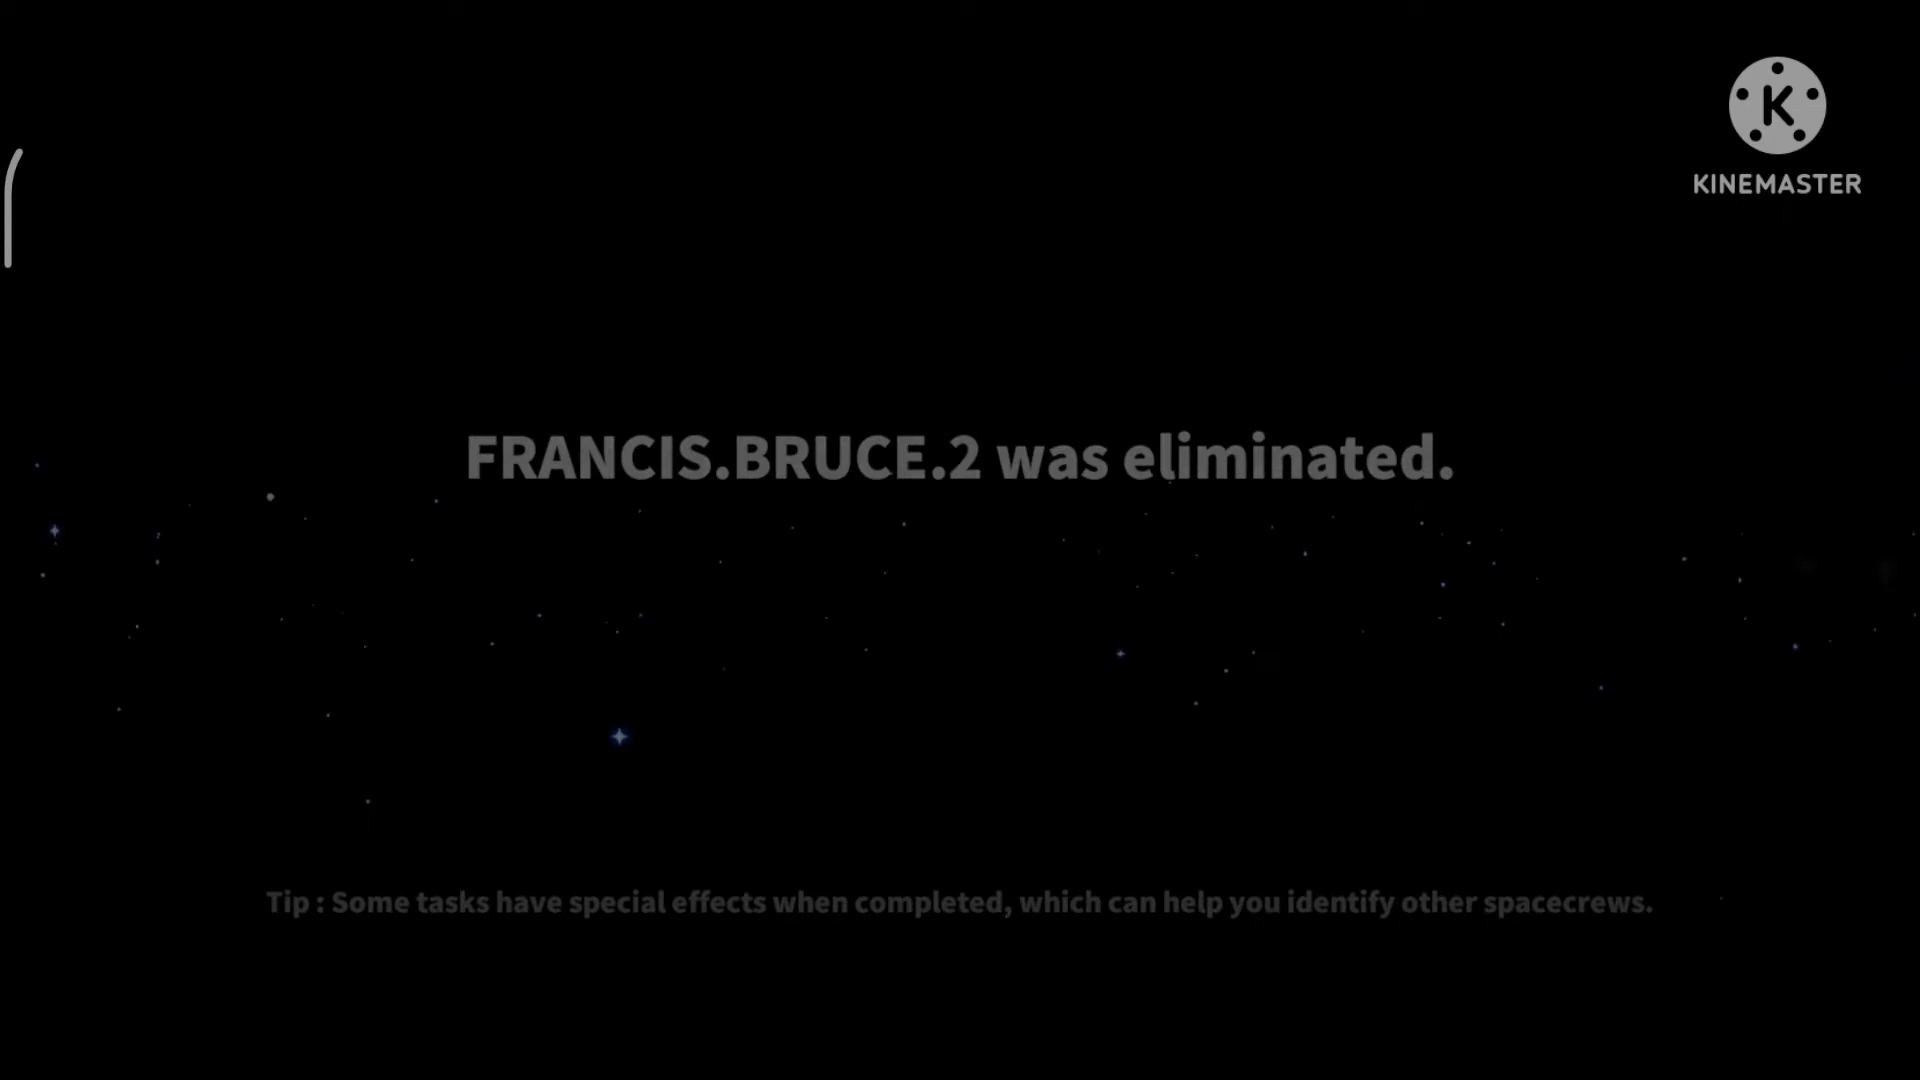 K
KINEMASTER
FRANCIS.BRUCE.2 was eliminated.
Tip : Some tasks have special effects when completed, which can help you identify other spacecrews.